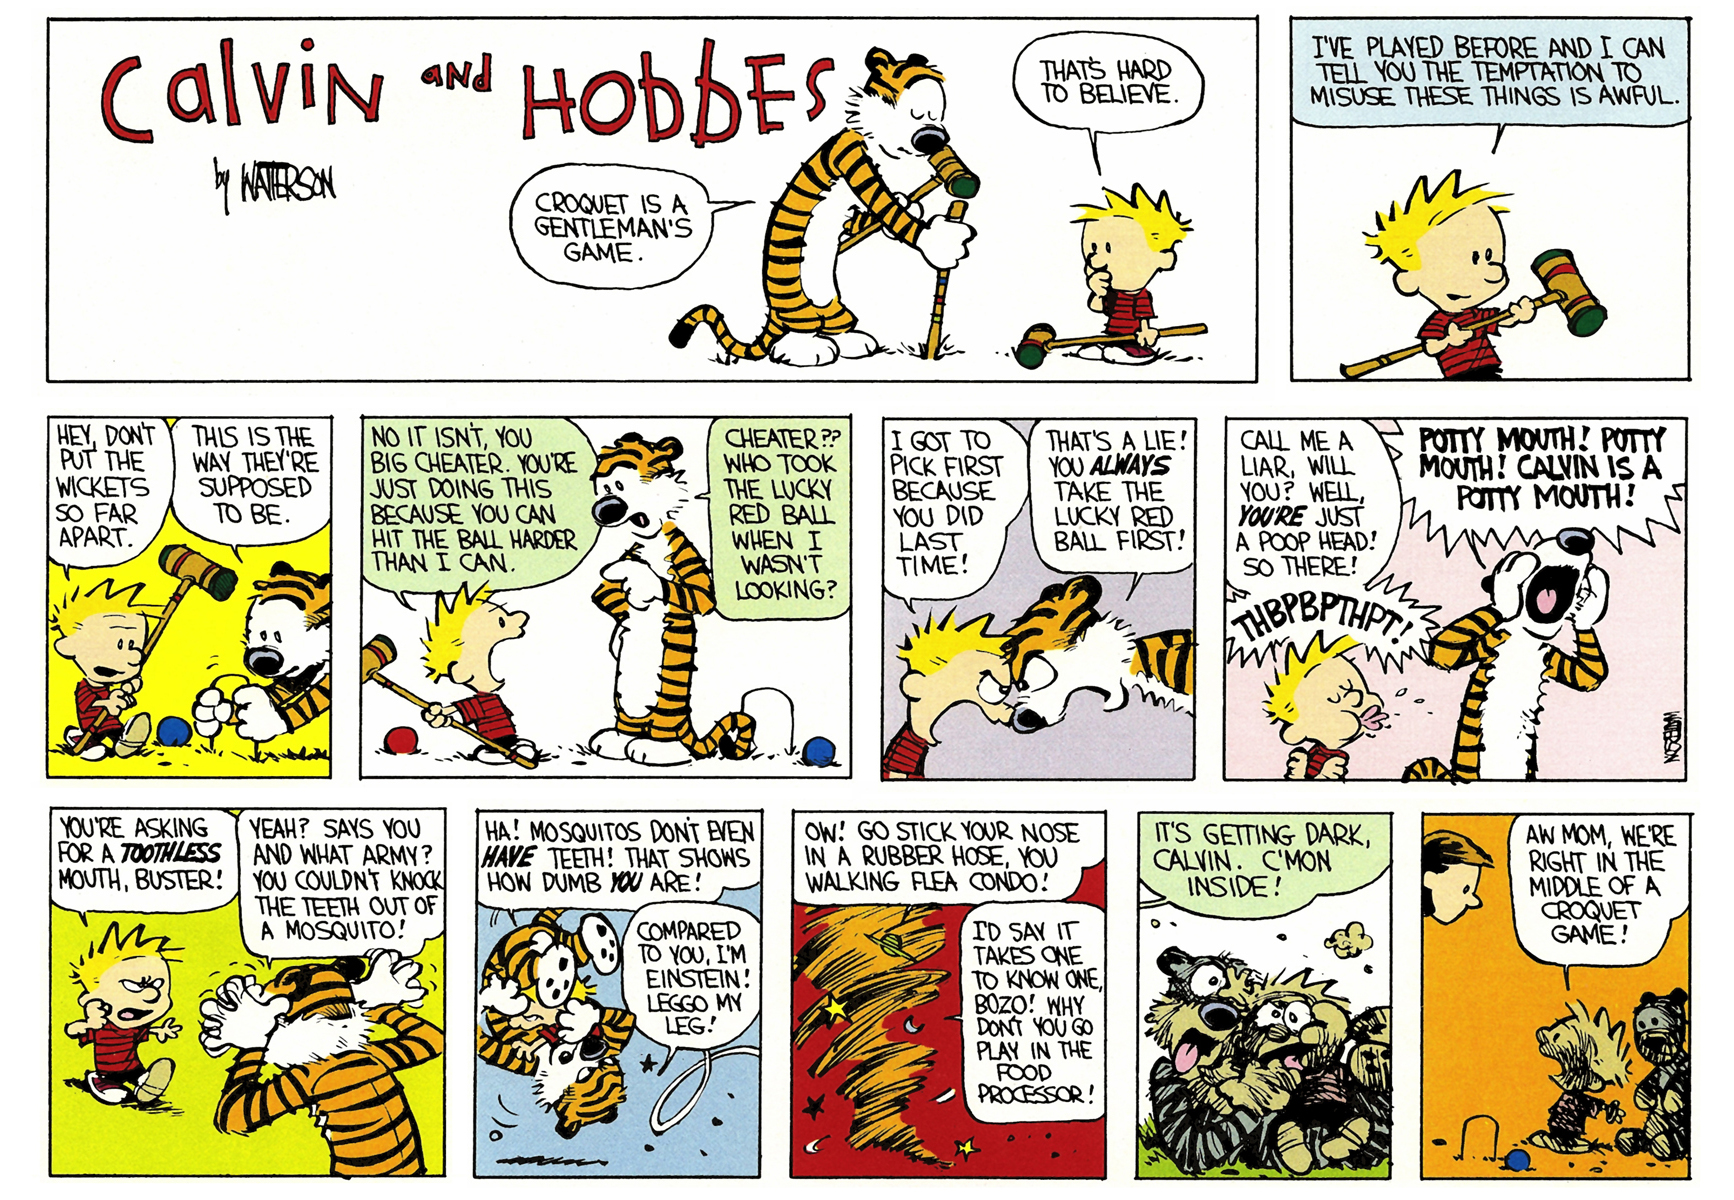 Calvin and Hobbes
by Watterson
CROQUET IS A
GENTLEMAN'S
GAME.
THAT'S HARD
TO BELIEVE.
I'VE PLAYED BEFORE AND I CAN
TELL YOU THE TEMPTATION TO
MISUSE THESE THINGS IS AWFUL.
HEY, DON'T
PUT THE
WICKETS
SO FAR
APART.
THIS IS THE
WAY THEY'RE
SUPPOSED
TO BE.
NO IT ISN'T, YOU
BIG CHEATER. YOU'RE
JUST DOING THIS
BECAUSE YOU CAN
HIT THE BALL HARDER
THAN I CAN.
CHEATER??
WHO TOOK
THE LUCKY
RED BALL
WHEN I
WASN'T
LOOKING?
I GOT TO
PICK FIRST
BECAUSE
YOU DID
LAST
TIME!
THAT'S A LIE!
YOU ALWAYS
TAKE THE
LUCKY RED
BALL FIRST!
CALL ME A
LIAR, WILL
YOU? WELL,
YOU'RE JUST
A POOP HEAD!
SO THERE!
THBPBPTHPT!
POTTY MOUTH! POTTY
MOUTH! CALVIN IS A
POTTY MOUTH!
WATTERSON
YOU'RE ASKING
FOR A TOOTHLESS
MOUTH, BUSTER!
YEAH? SAYS YOU
AND WHAT ARMY?
YOU COULDN'T KNOCK
THE TEETH OUT OF
A MOSQUITO!
HA! MOSQUITOS DON'T EVEN
HAVE TEETH! THAT SHOWS
HOW DUMB YOU ARE!
COMPARED
TO YOU, I'M
EINSTEIN!
LEGGO MY
LEG!
OW! GO STICK YOUR NOSE
IN A RUBBER HOSE, YOU
WALKING FLEA CONDO!
I'D SAY IT
TAKES ONE
TO KNOW ONE,
BOZO! WHY
DON'T YOU GO
PLAY IN THE
FOOD
PROCESSOR!
IT'S GETTING DARK,
CALVIN. C'MON
INSIDE!
AW MOM, WE'RE
RIGHT IN THE
MIDDLE OF A
CROQUET
GAME!